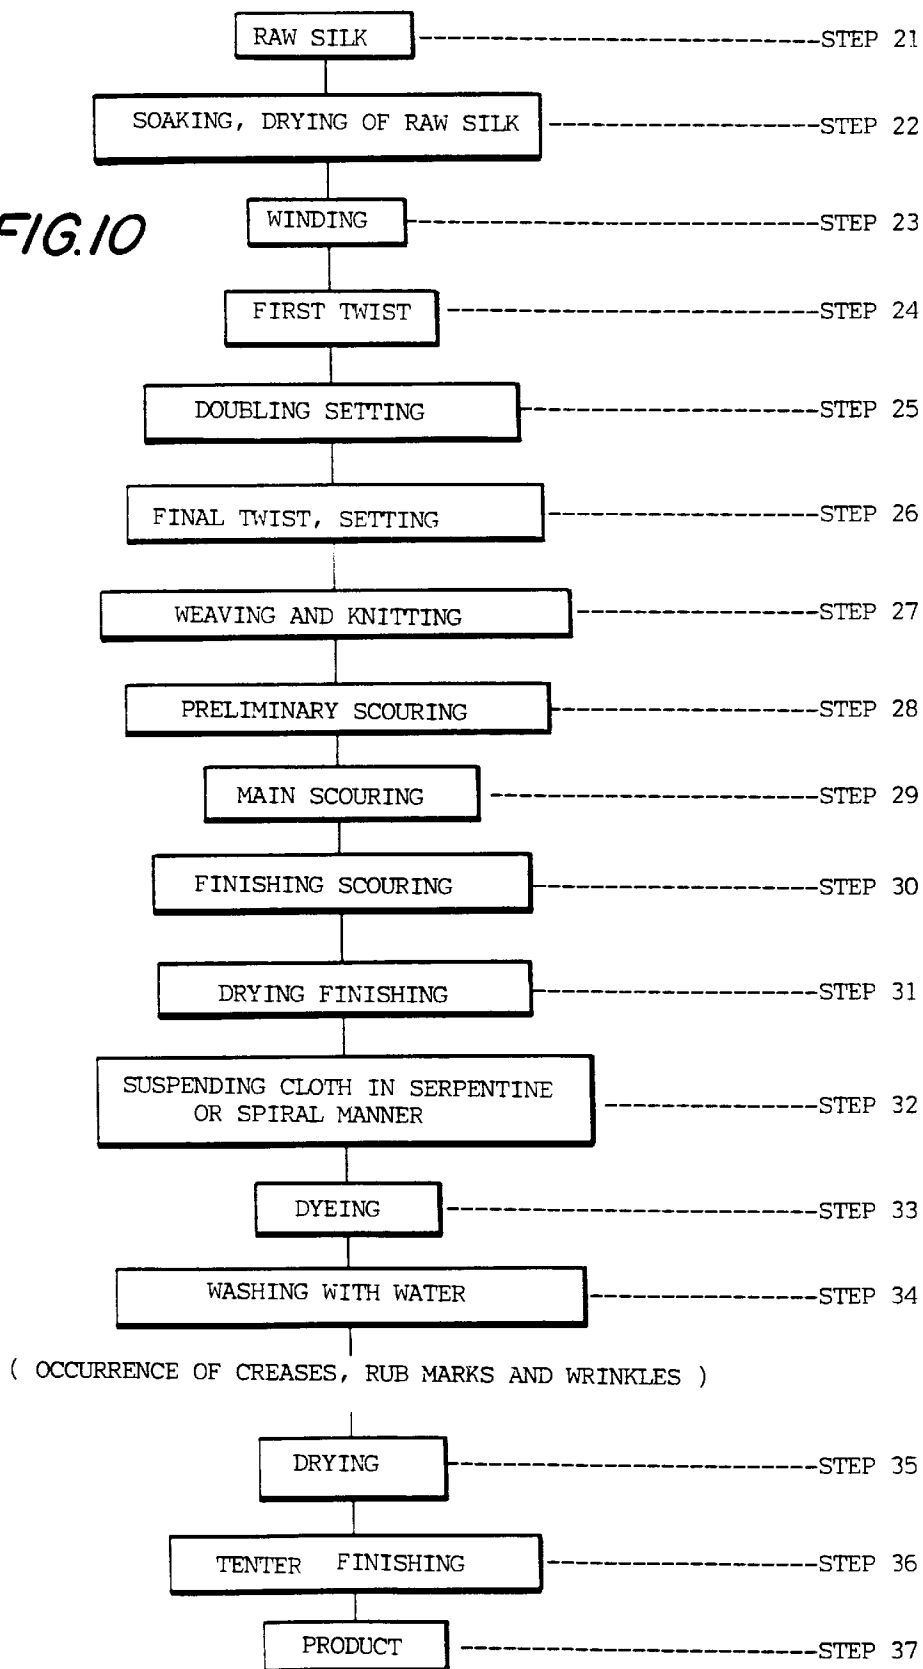 RAW SILK --------------------STEP 21
SOAKING, DRYING OF RAW SILK --------------------STEP 22
FIG.10
WINDING --------------------STEP 23
FIRST TWIST --------------------STEP 24
DOUBLING SETTING --------------------STEP 25
FINAL TWIST, SETTING --------------------STEP 26
WEAVING AND KNITTING --------------------STEP 27
PRELIMINARY SCOURING --------------------STEP 28
MAIN SCOURING --------------------STEP 29
FINISHING SCOURING --------------------STEP 30
DRYING FINISHING --------------------STEP 31
SUSPENDING CLOTH IN SERPENTINE
OR SPIRAL MANNER --------------------STEP 32
DYEING --------------------STEP 33
WASHING WITH WATER --------------------STEP 34
( OCCURRENCE OF CREASES, RUB MARKS AND WRINKLES )
DRYING --------------------STEP 35
TENTER FINISHING --------------------STEP 36
PRODUCT --------------------STEP 37